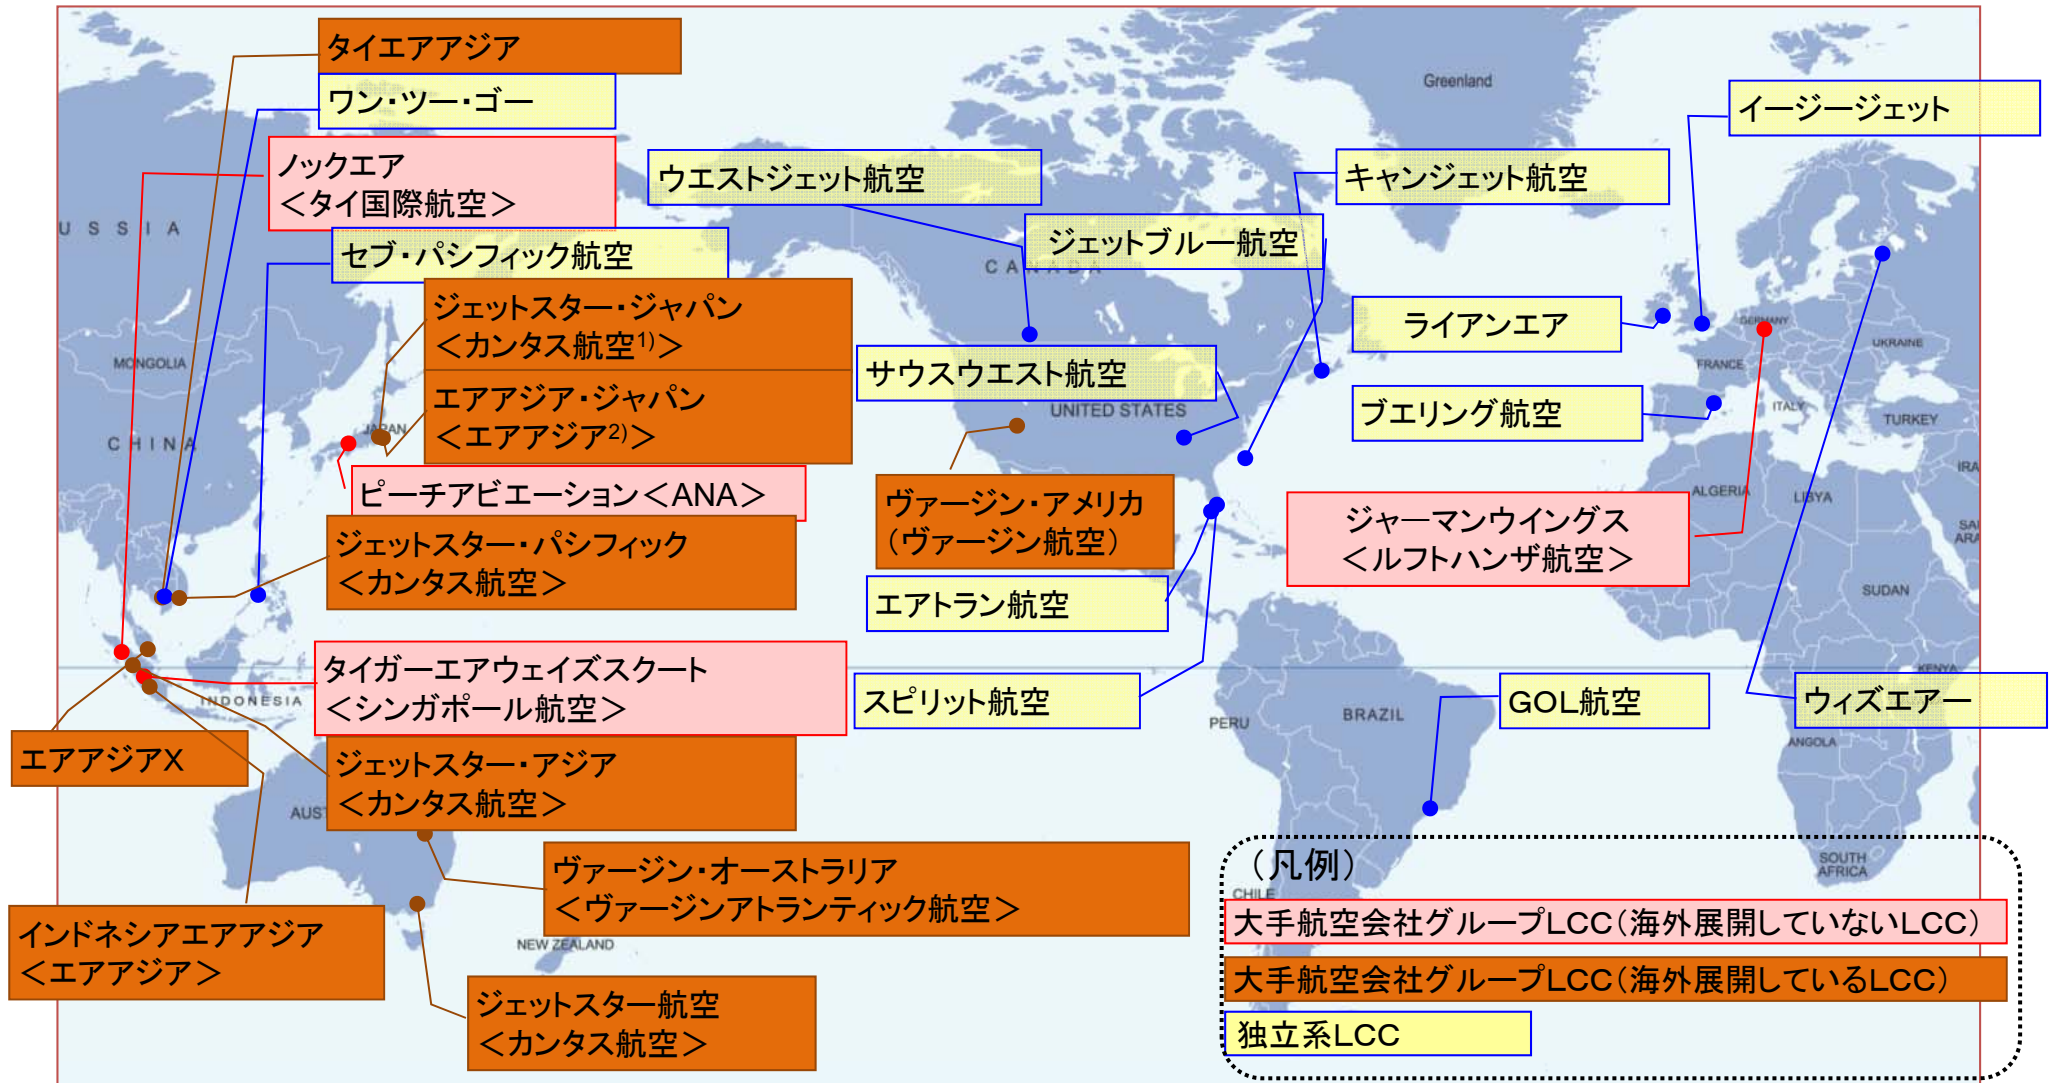 タイエアアジア
ワン・ツー・ゴー
ノックエア
＜タイ国際航空＞
セブ・パシフィック航空
ジェットスター・ジャパン
＜カンタス航空1)＞
エアアジア・ジャパン
＜エアアジア2)＞
ピーチアビエーション＜ANA＞
ジェットスター・パシフィック
＜カンタス航空＞
タイガーエアウェイズスクート
＜シンガポール航空＞
エアアジアX
ジェットスター・アジア
＜カンタス航空＞
ヴァージン・オーストラリア
＜ヴァージンアトランティック航空＞
インドネシアエアアジア
＜エアアジア＞
ジェットスター航空
＜カンタス航空＞
ウエストジェット航空
キャンジェット航空
ジェットブルー航空
サウスウエスト航空
ヴァージン・アメリカ
（ヴァージン航空）
エアトラン航空
スピリット航空
GOL航空
イージージェット
ライアンエア
ブエリング航空
ジャーマンウイングス
＜ルフトハンザ航空＞
ウィズエアー
（凡例）
大手航空会社グループLCC（海外展開していないLCC）
大手航空会社グループLCC（海外展開しているLCC）
独立系LCC
Greenland
USSIA
CANADA
MONGOLIA
CHINA
JAPAN
UNITED STATES
GERMANY
FRANCE
UKRAINE
ITALY
TURKEY
IRA
ALGERIA
LIBYA
SAU
ARA
SUDAN
KENYA
INDONESIA
PERU
BRAZIL
ANGOLA
AUST
SOUTH
AFRICA
CHILE
NEW ZEALAND